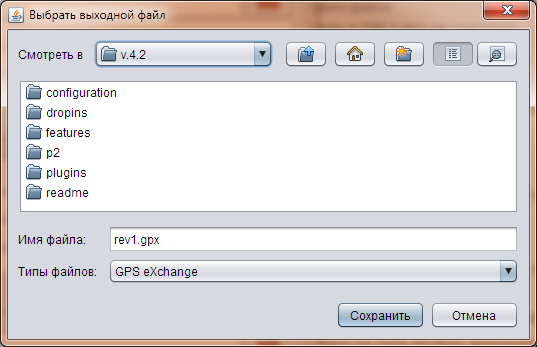 Выбрать выходной файл
Смотреть в v.4.2
configuration
dropins
features
p2
plugins
readme
Имя файла: rev1.gpx
Типы файлов: GPS eXchange
Сохранить Отмена